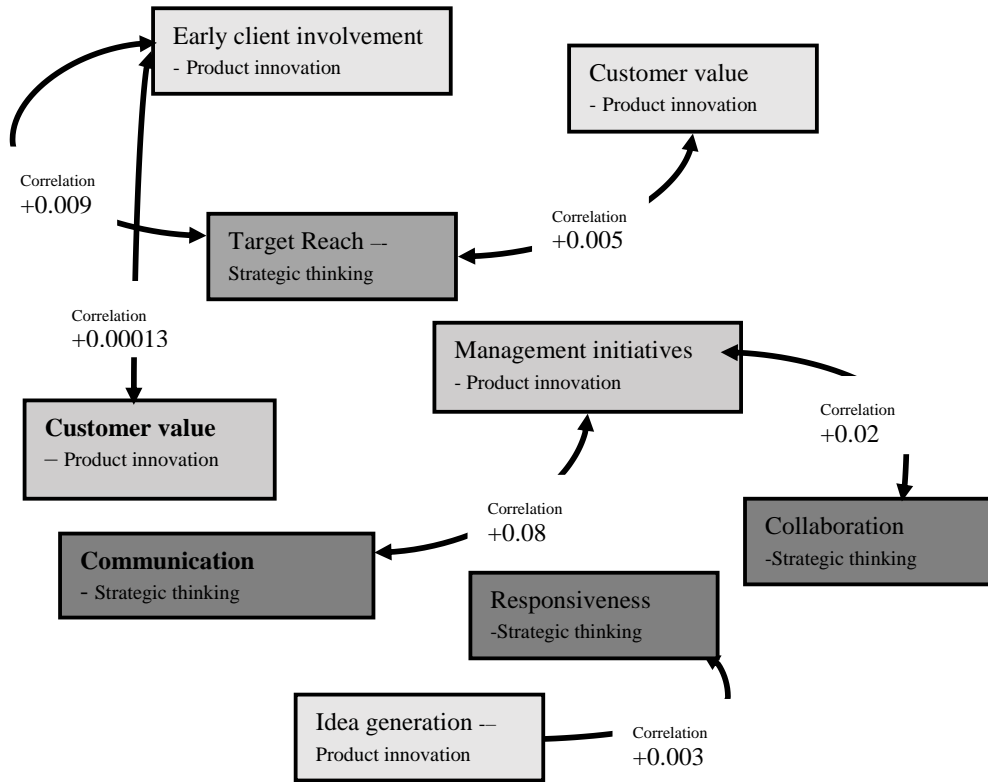 Early client involvement
- Product innovation
Customer value
- Product innovation
Correlation
+0.009
Target Reach –-
Strategic thinking
Correlation
+0.005
Correlation
+0.00013
Management initiatives
- Product innovation
Customer value
– Product innovation
Correlation
+0.02
Correlation
+0.08
Collaboration
-Strategic thinking
Communication
- Strategic thinking
Responsiveness
-Strategic thinking
Idea generation -–
Product innovation
Correlation
+0.003